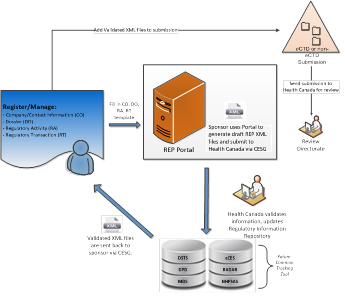 Add Validated XML files to submission
eCTD or non-
eCTD
Submission
Send submission to
Health Canada for review
Review
Directorate
Register/Manage:
- Company/Contact Information (CO)
- Dossier (DO)
- Regulatory Activity (RA)
- Regulatory Transaction (RT)
Fill in CO, DO,
RA, RT
Template
XML
Sponsor uses Portal to
generate draft REP XML
files and submit to
Health Canada via CESG
REP Portal
XML
Validated XML files
are sent back to
sponsor via CESG.
Health Canada validates
information, updates
Regulatory Information
Repository
DSTS
eCES
DPD
RADAR
MDS
NHPSAS
Future
Common
Tracking
Tool